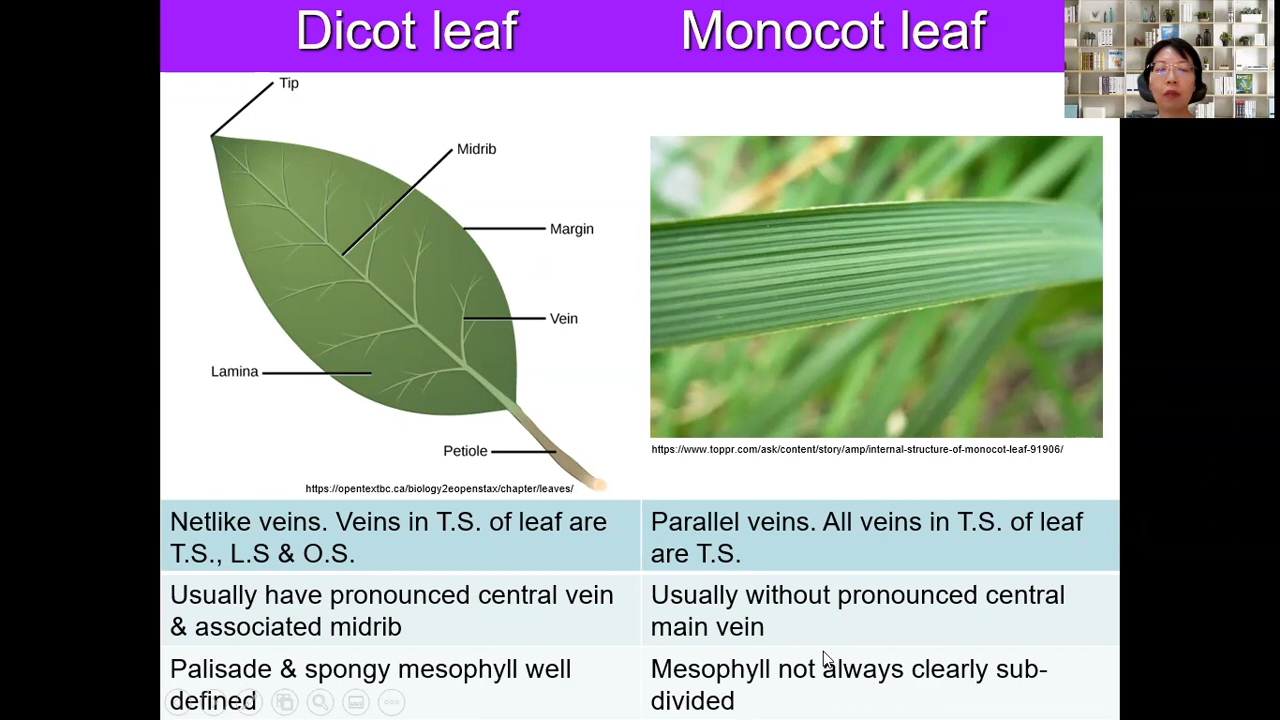 Dicot leaf
Monocot leaf
Tip
Midrib
Margin
Vein
Lamina
Petiole
https://opentextbc.ca/biology2eopenstax/chapter/leaves/
https://www.toppr.com/ask/content/story/amp/internal-structure-of-monocot-leaf-91906/
Netlike veins. Veins in T.S. of leaf are
T.S., L.S & O.S.
Parallel veins. All veins in T.S. of leaf
are T.S.
Usually have pronounced central vein
& associated midrib
Usually without pronounced central
main vein
Palisade & spongy mesophyll well
defined
Mesophyll not always clearly sub-
divided